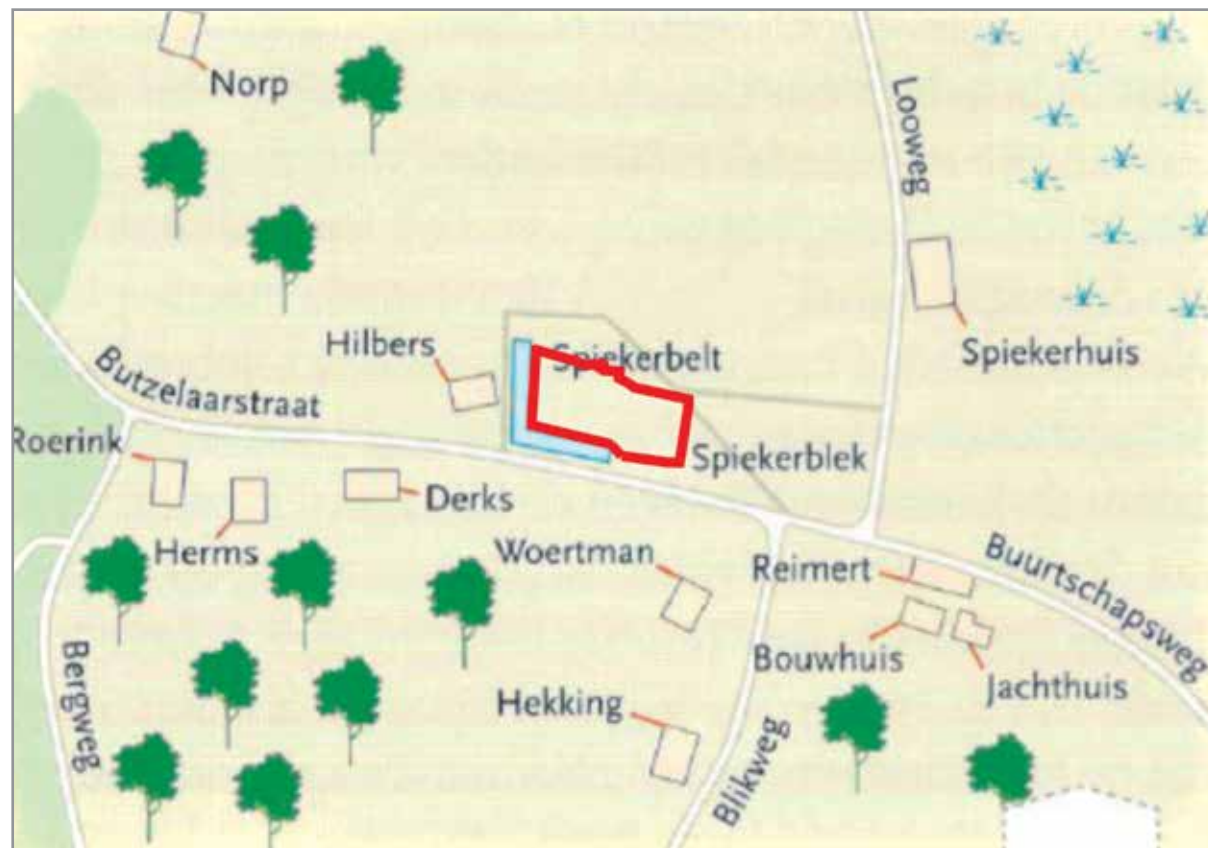 Norp
Looweg
Hilbers
Spiekerbelt
Spiekerhuis
Butzelaarstraat
Roerink
Spiekerblek
Derks
Herms
Woertman
Reimert
Buurtschapsweg
Bouwhuis
Jachthuis
Bergweg
Hekking
Blikweg